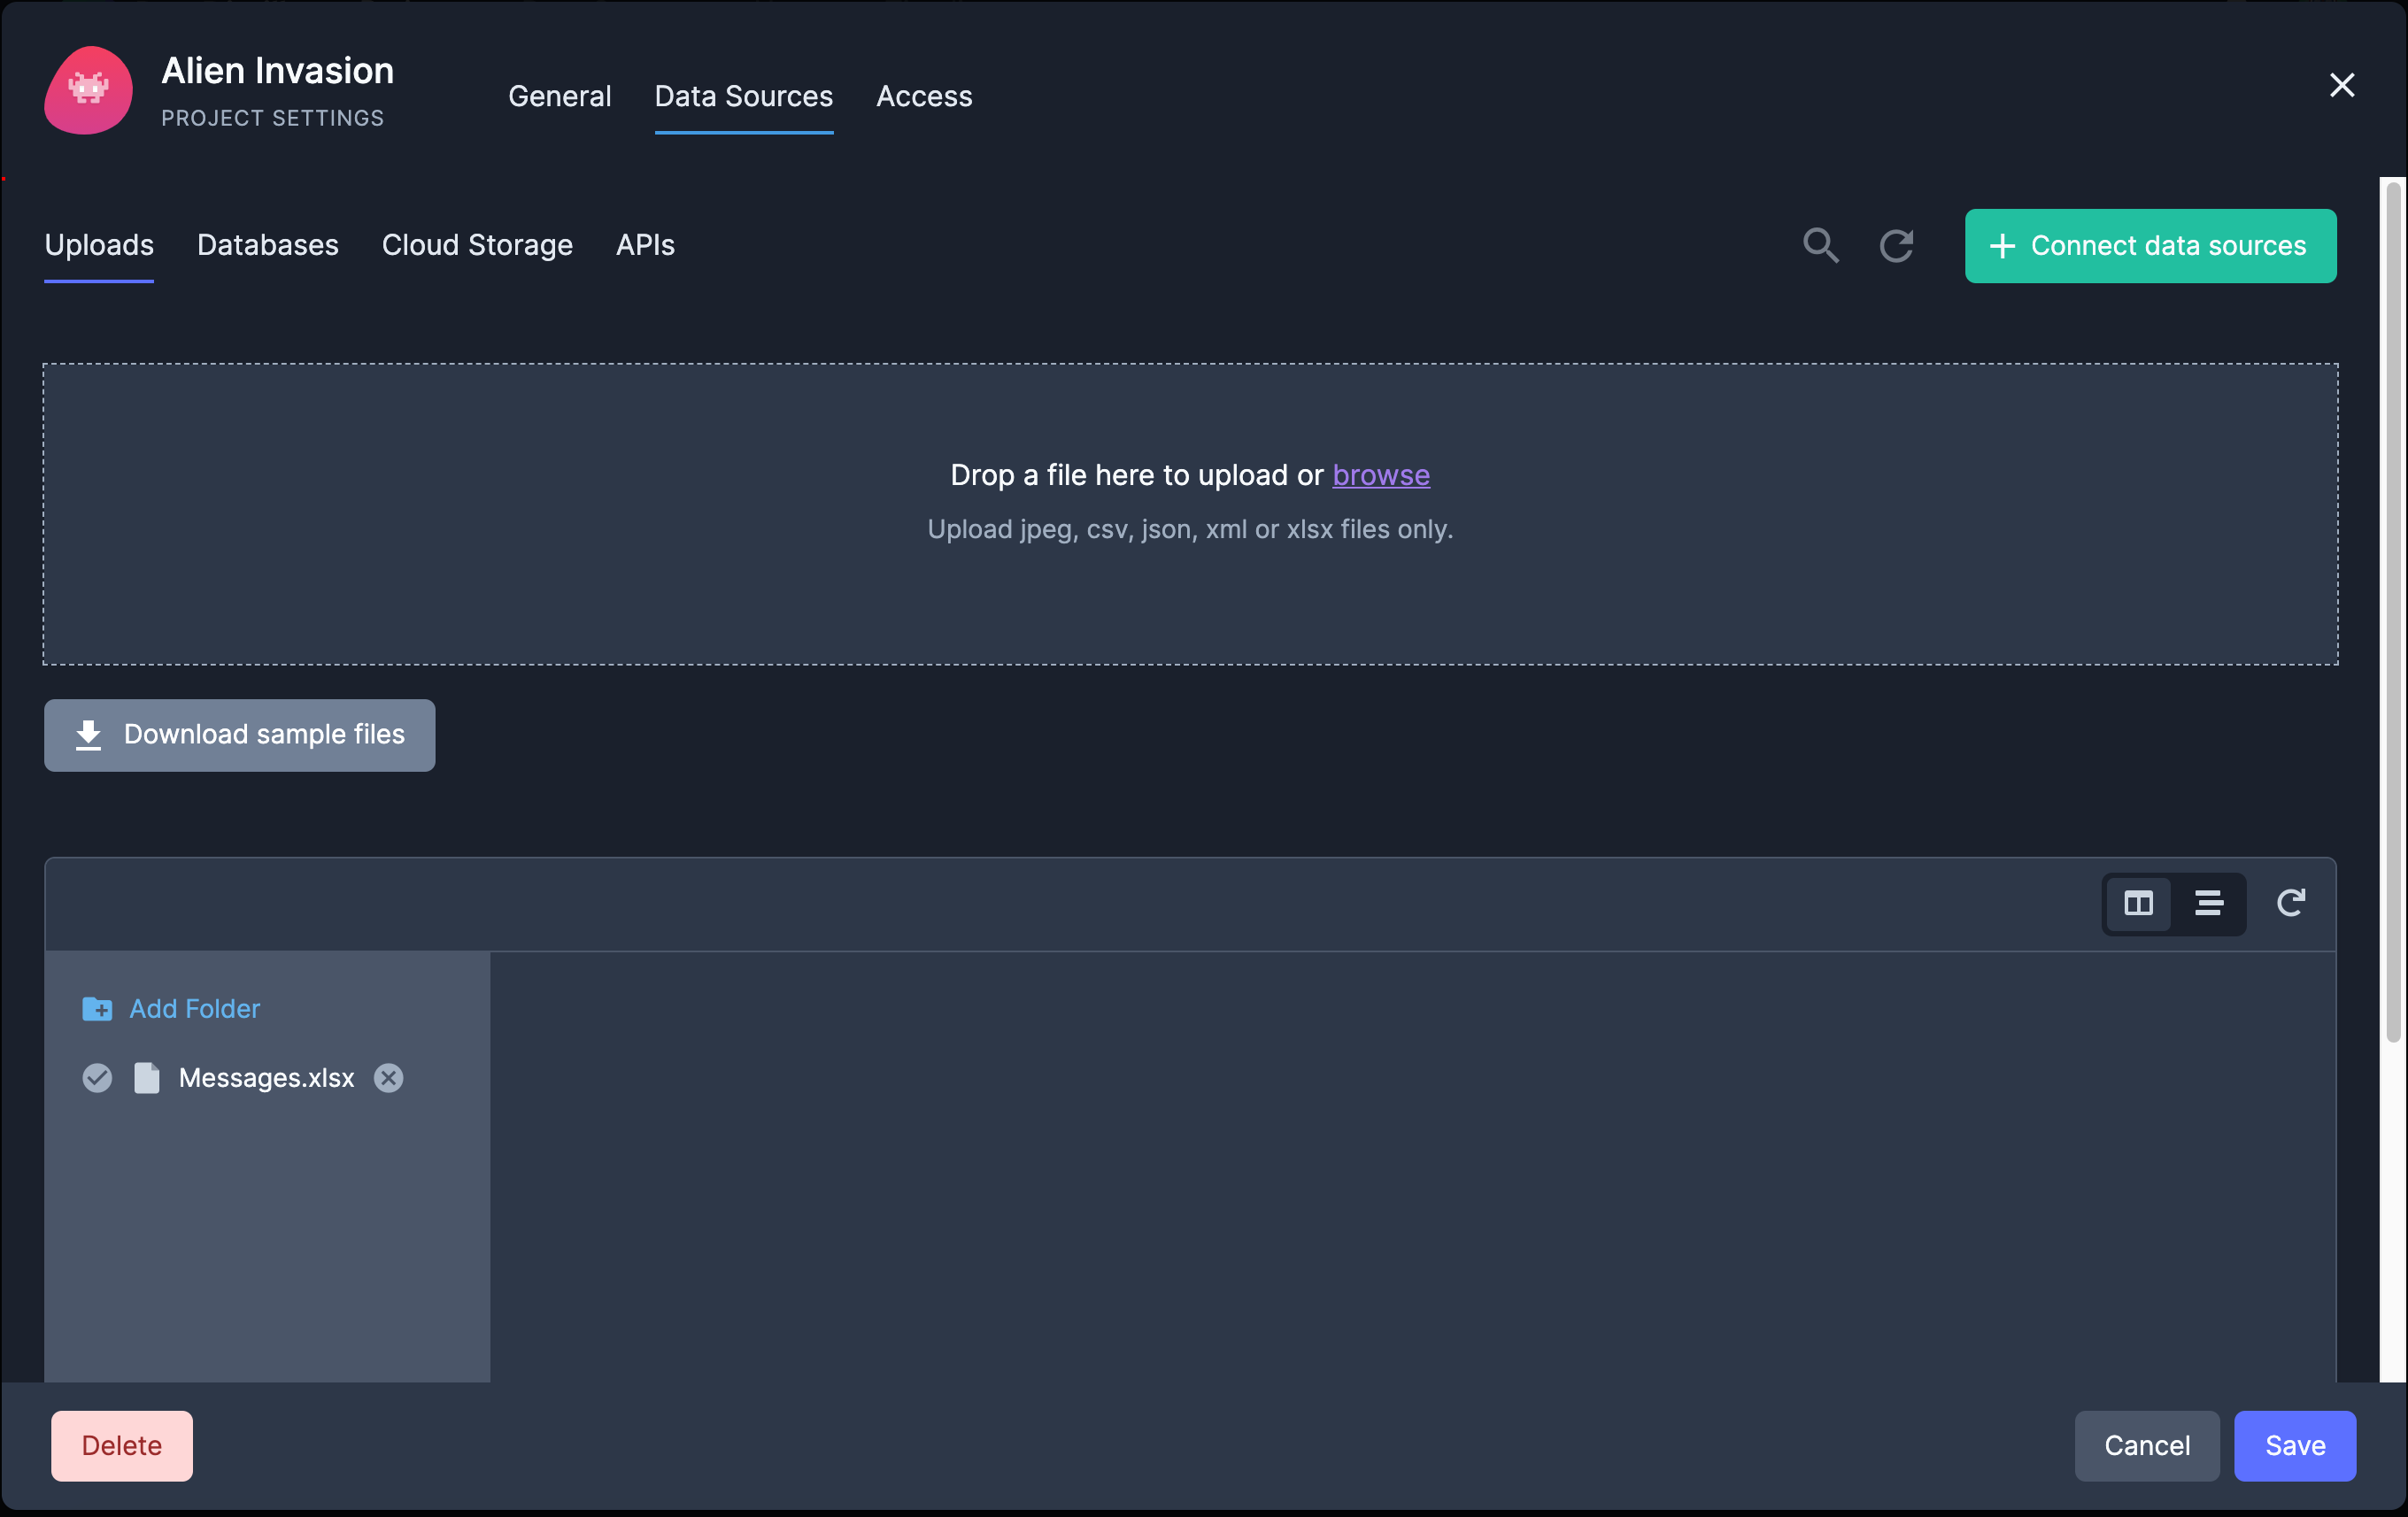 Alien Invasion
PROJECT SETTINGS
General
Data Sources
Access
Uploads
Databases
Cloud Storage
APIs
Connect data sources
Drop a file here to upload or browse
Upload jpeg, csv, json, xml or xlsx files only.
Download sample files
Add Folder
Messages.xlsx
Delete
Cancel
Save